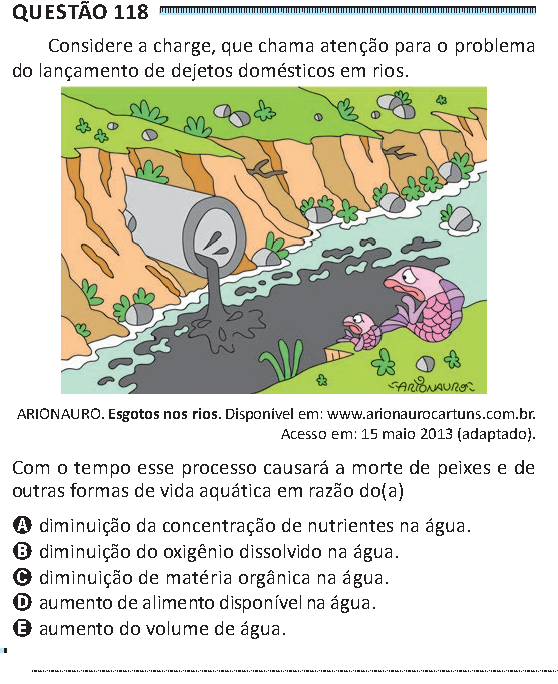 QUESTÃO 118
Considere a charge, que chama atenção para o problema
do lançamento de dejetos domésticos em rios.
ARIONAURO
ARIONAURO. Esgotos nos rios. Disponível em: www.arionaurocartuns.com.br.
Acesso em: 15 maio 2013 (adaptado).
Com o tempo esse processo causará a morte de peixes e de
outras formas de vida aquática em razão do(a)
A diminuição da concentração de nutrientes na água.
B diminuição do oxigênio dissolvido na água.
C diminuição de matéria orgânica na água.
D aumento de alimento disponível na água.
E aumento do volume de água.